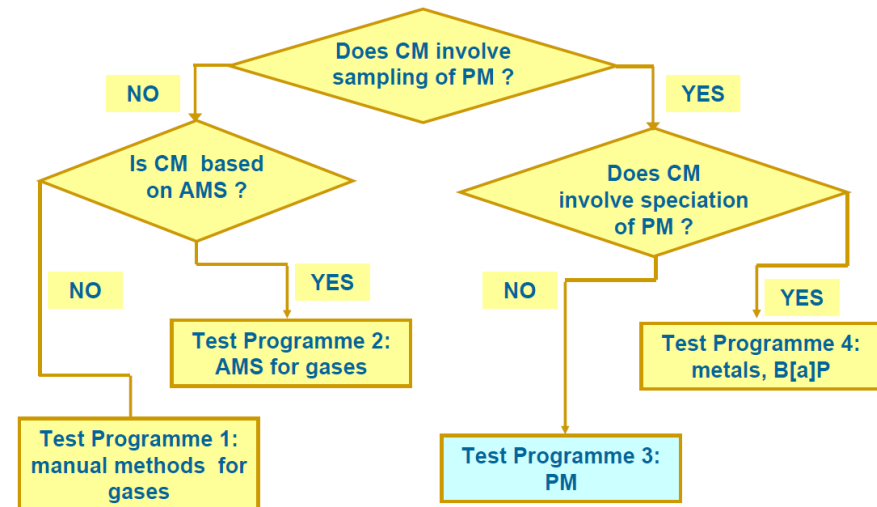 Does CM involve
sampling of PM ?
NO
YES
Is CM based
on AMS ?
Does CM
involve speciation
of PM ?
NO
YES
NO
YES
Test Programme 2:
AMS for gases
Test Programme 4:
metals, B[a]P
Test Programme 1:
manual methods for
gases
Test Programme 3:
PM